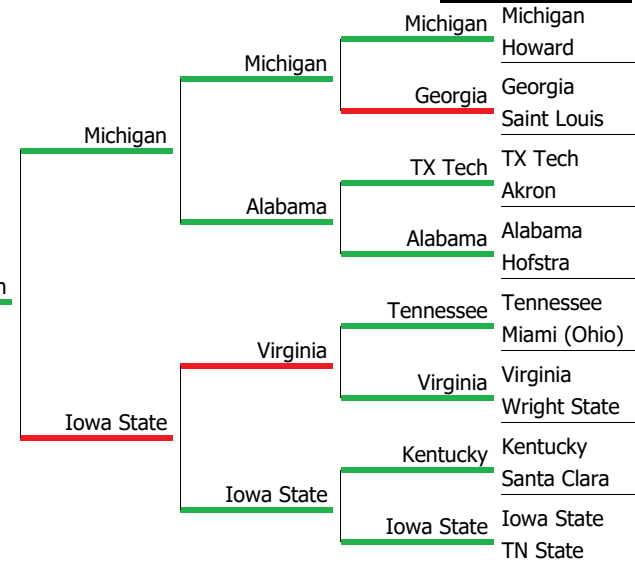 Michigan
Michigan
Howard
Michigan
Georgia
Georgia
Saint Louis
Michigan
TX Tech
TX Tech
Akron
Alabama
Alabama
Alabama
Hofstra
n
Tennessee
Tennessee
Miami (Ohio)
Virginia
Virginia
Virginia
Wright State
Iowa State
Kentucky
Kentucky
Santa Clara
Iowa State
Iowa State
Iowa State
TN State